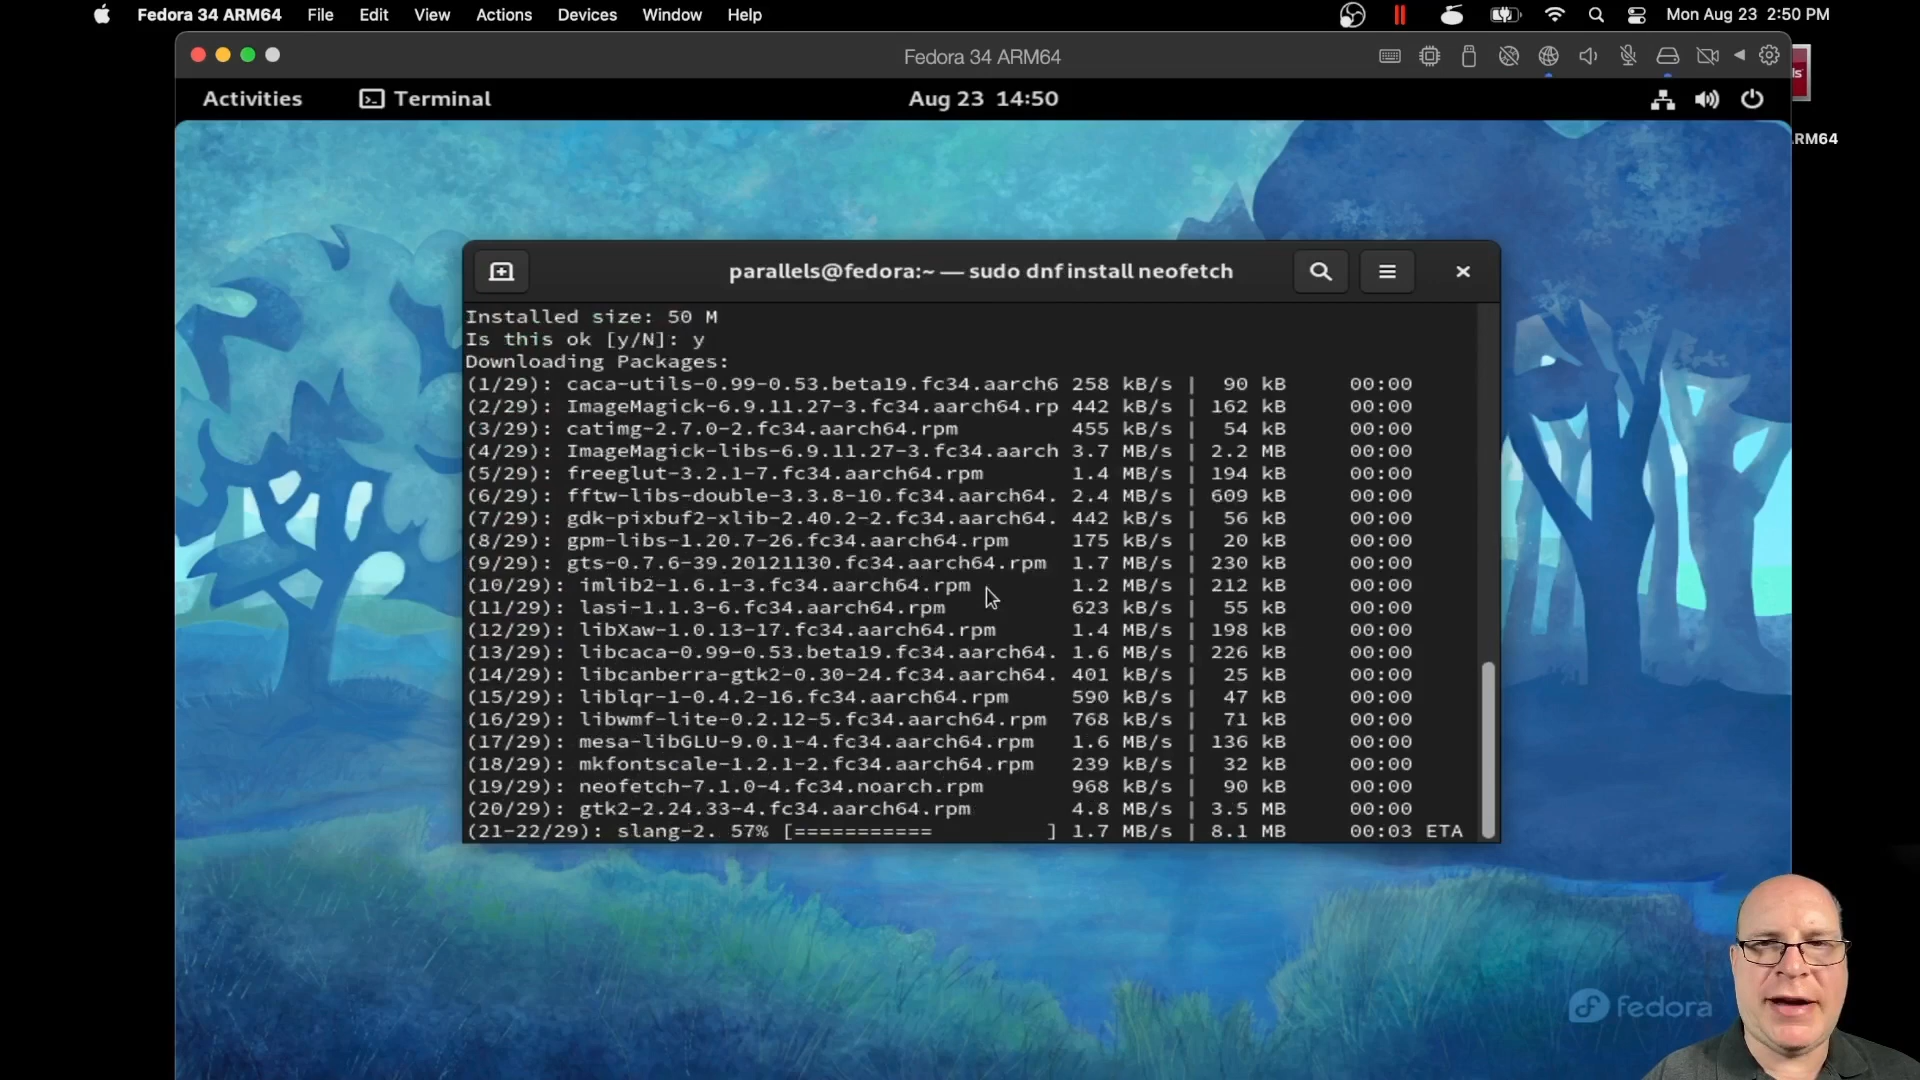 Fedora 34 ARM64 File Edit View Actions Devices Window Help Mon Aug 23 2:50 PM
Fedora 34 ARM64
Activities Terminal Aug 23 14:50
RM64
parallels@fedora:~ — sudo dnf install neofetch
Installed size: 50 M
Is this ok [y/N]: y
Downloading Packages:
(1/29): caca-utils-0.99-0.53.beta19.fc34.aarch6 258 kB/s | 90 kB 00:00
(2/29): ImageMagick-6.9.11.27-3.fc34.aarch64.rp 442 kB/s | 162 kB 00:00
(3/29): catimg-2.7.0-2.fc34.aarch64.rpm 455 kB/s | 54 kB 00:00
(4/29): ImageMagick-libs-6.9.11.27-3.fc34.aarch 3.7 MB/s | 2.2 MB 00:00
(5/29): freeglut-3.2.1-7.fc34.aarch64.rpm 1.4 MB/s | 194 kB 00:00
(6/29): fftw-libs-double-3.3.8-10.fc34.aarch64. 2.4 MB/s | 609 kB 00:00
(7/29): gdk-pixbuf2-xlib-2.40.2-2.fc34.aarch64. 442 kB/s | 56 kB 00:00
(8/29): gpm-libs-1.20.7-26.fc34.aarch64.rpm 175 kB/s | 20 kB 00:00
(9/29): gts-0.7.6-39.20121130.fc34.aarch64.rpm 1.7 MB/s | 230 kB 00:00
(10/29): imlib2-1.6.1-3.fc34.aarch64.rpm 1.2 MB/s | 212 kB 00:00
(11/29): lasi-1.1.3-6.fc34.aarch64.rpm 623 kB/s | 55 kB 00:00
(12/29): libXaw-1.0.13-17.fc34.aarch64.rpm 1.4 MB/s | 198 kB 00:00
(13/29): libcaca-0.99-0.53.beta19.fc34.aarch64. 1.6 MB/s | 226 kB 00:00
(14/29): libcanberra-gtk2-0.30-24.fc34.aarch64. 401 kB/s | 25 kB 00:00
(15/29): liblqr-1-0.4.2-16.fc34.aarch64.rpm 590 kB/s | 47 kB 00:00
(16/29): libwmf-lite-0.2.12-5.fc34.aarch64.rpm 768 kB/s | 71 kB 00:00
(17/29): mesa-libGLU-9.0.1-4.fc34.aarch64.rpm 1.6 MB/s | 136 kB 00:00
(18/29): mkfontscale-1.2.1-2.fc34.aarch64.rpm 239 kB/s | 32 kB 00:00
(19/29): neofetch-7.1.0-4.fc34.noarch.rpm 968 kB/s | 90 kB 00:00
(20/29): gtk2-2.24.33-4.fc34.aarch64.rpm 4.8 MB/s | 3.5 MB 00:00
(21-22/29): slang-2. 57% [=========== ] 1.7 MB/s | 8.1 MB 00:03 ETA
fedora